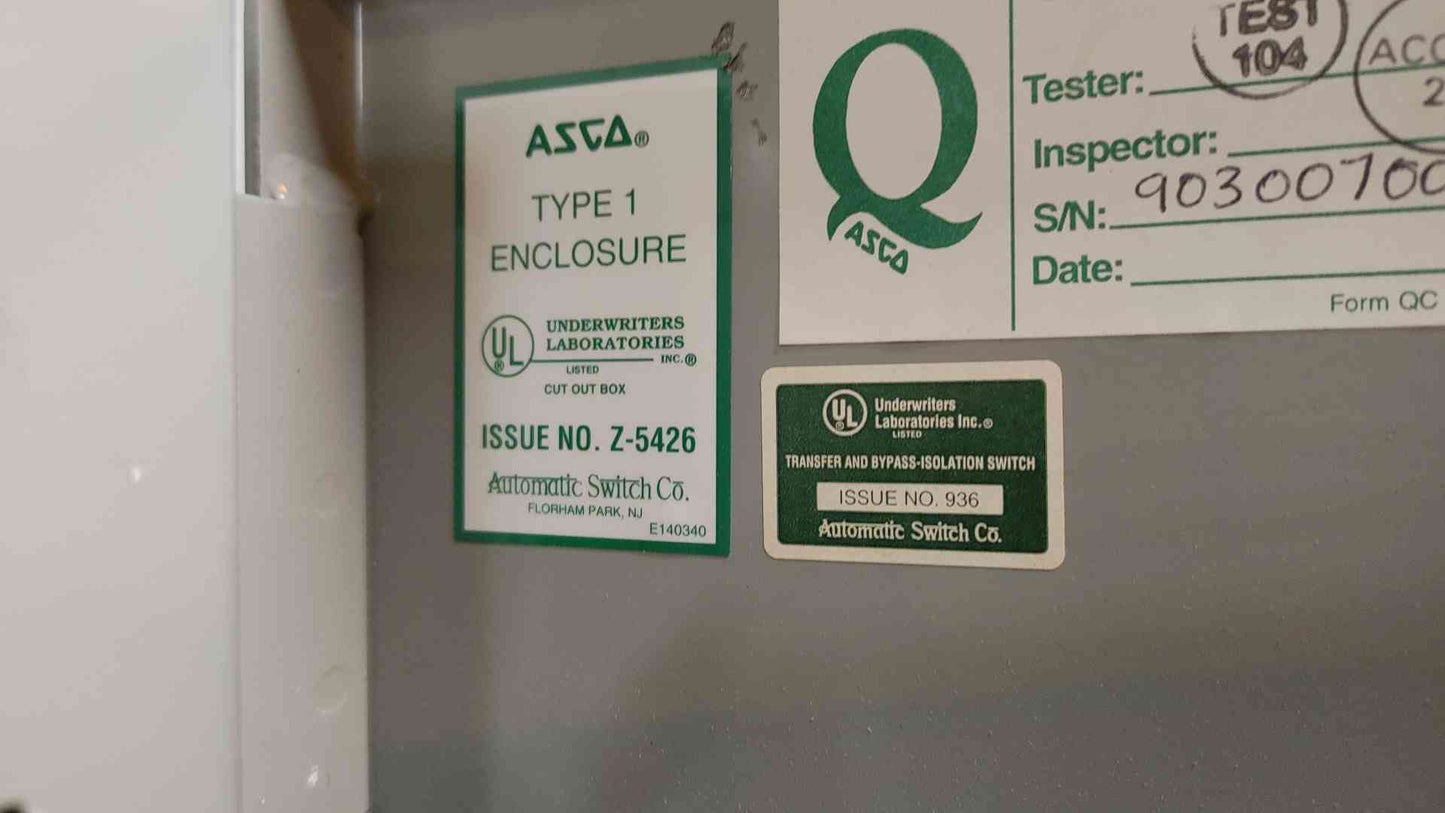 ASCO®
TYPE 1
ENCLOSURE
UL®
UNDERWRITERS
LABORATORIES
INC.®
LISTED
CUT OUT BOX
ISSUE NO. Z-5426
Automatic Switch Co.
FLORHAM PARK, NJ
E140340
Q
ASCO
TEST
104
Tester:
Inspector:
S/N:
Date:
Form QC
UL®
Underwriters
Laboratories Inc.®
LISTED
TRANSFER AND BYPASS-ISOLATION SWITCH
ISSUE NO. 936
Automatic Switch Co.